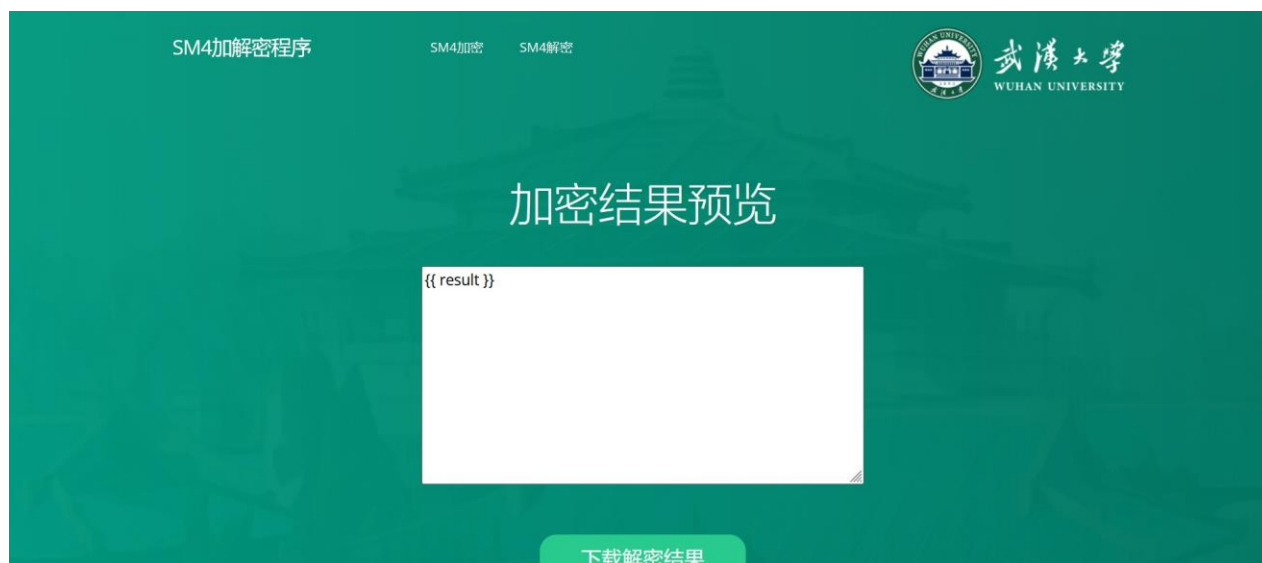 SM4加解密程序
SM4加密 SM4解密
武漢大學
WUHAN UNIVERSITY
加密结果预览
{{ result }}
下载解密结果